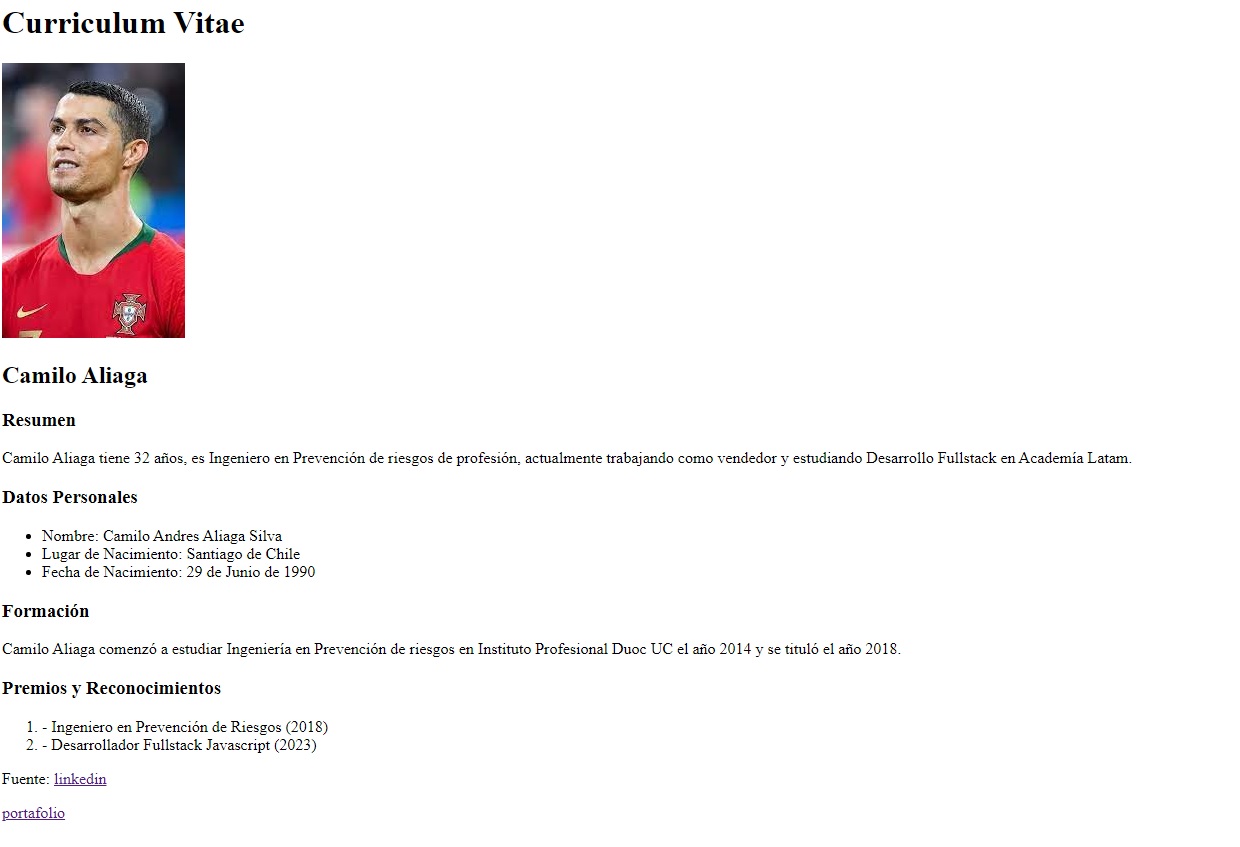 Curriculum Vitae
Camilo Aliaga
Resumen
Camilo Aliaga tiene 32 años, es Ingeniero en Prevención de riesgos de profesión, actualmente trabajando como vendedor y estudiando Desarrollo Fullstack en Academía Latam.
Datos Personales
Nombre: Camilo Andres Aliaga Silva
Lugar de Nacimiento: Santiago de Chile
Fecha de Nacimiento: 29 de Junio de 1990
Formación
Camilo Aliaga comenzó a estudiar Ingeniería en Prevención de riesgos en Instituto Profesional Duoc UC el año 2014 y se tituló el año 2018.
Premios y Reconocimientos
1. - Ingeniero en Prevención de Riesgos (2018)
2. - Desarrollador Fullstack Javascript (2023)
Fuente: linkedin
portafolio